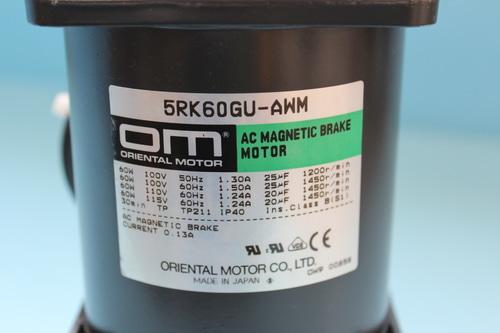 5RK60GU-AWM
OM®
ORIENTAL MOTOR
AC MAGNETIC BRAKE
MOTOR
60W 100V 50Hz 1.30A 25μF 1200r/min
60W 100V 60Hz 1.50A 25μF 1450r/min
60W 110V 60Hz 1.24A 20μF 1450r/min
60W 115V 60Hz 1.24A 20μF 1450r/min
30min TP TP211 IP40 Ins.Class B(S1)
AC MAGNETIC BRAKE
CURRENT 0.13A
VDE CE
ORIENTAL MOTOR CO., LTD.
MADE IN JAPAN